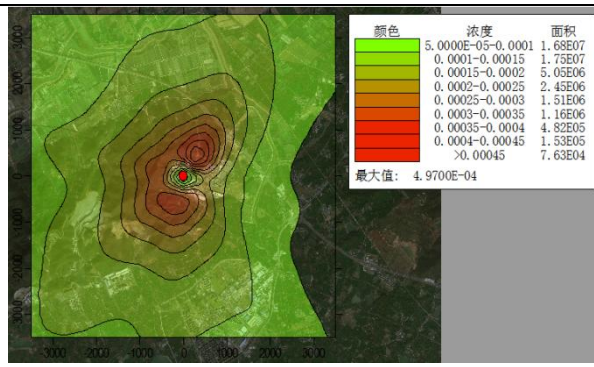 颜色 浓度 面积
5.0000E-05-0.0001 1.68E07
0.0001-0.00015 1.75E07
0.00015-0.0002 5.05E06
0.0002-0.00025 2.45E06
0.00025-0.0003 1.51E06
0.0003-0.00035 1.16E06
0.00035-0.0004 4.82E05
0.0004-0.00045 1.53E05
>0.00045 7.63E04
最大值: 4.9700E-04
3000
2000
1000
0
-1000
-2000
-3000
-3000 -2000 -1000 0 1000 2000 3000